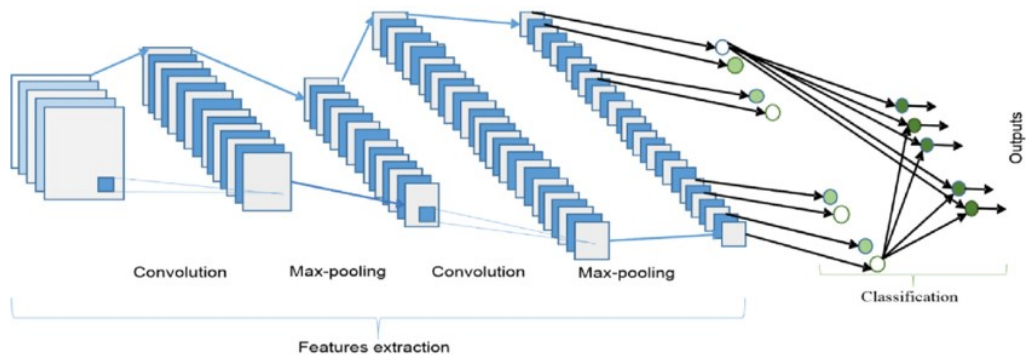 Outputs
Convolution
Max-pooling
Convolution
Max-pooling
Classification
Features extraction